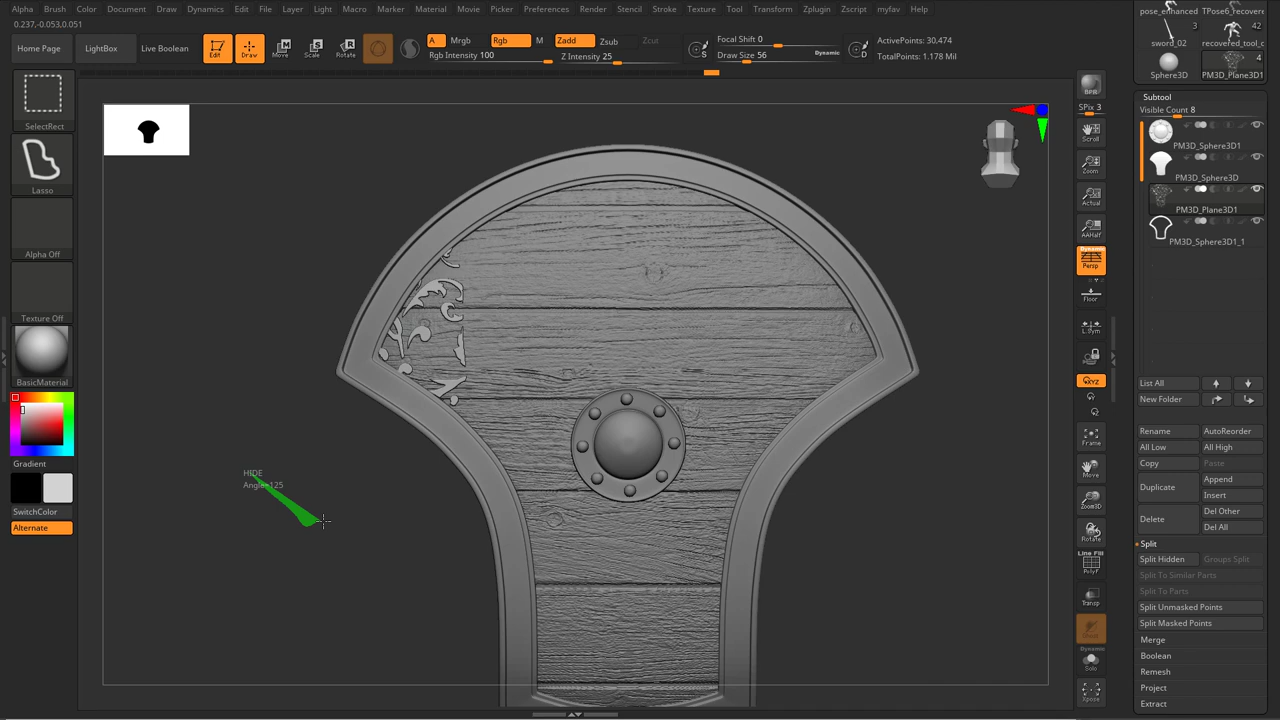 Alpha Brush Color Document Draw Dynamics Edit File Layer Light Macro Marker Material Movie Picker Preferences Render Stencil Stroke Texture Tool Transform Zplugin Zscript myfav Help
0.237,-0.053,0.051
Home Page LightBox Live Boolean Edit Draw Move Scale Rotate
A Mrgb Rgb M Zadd Zsub Zcut
Rgb Intensity 100 Z Intensity 25
Focal Shift 0
Draw Size 56 Dynamic
ActivePoints: 30,474
TotalPoints: 1.178 Mil
SelectRect
Lasso
Alpha Off
Texture Off
BasicMaterial
Gradient
SwitchColor
Alternate
HIDE
Angle=125
BPR
SPix 3
Scroll
Zoom
Actual
AAHalf
Dynamic
Persp
Floor
L.Sym
XYZ
Frame
Move
Zoom3D
Rotate
Line Fill
PolyF
Transp
Ghost
Dynamic
Solo
Xpose
3 42
sword_02
4
Sphere3D PM3D_Plane3D1
Subtool
Visible Count 8
PM3D_Sphere3D1
PM3D_Sphere3D
PM3D_Plane3D1
PM3D_Sphere3D1_1
List All
New Folder
Rename AutoReorder
All Low All High
Copy Paste
Duplicate Append
Insert
Delete Del Other
Del All
Split
Split Hidden Groups Split
Split To Similar Parts
Split To Parts
Split Unmasked Points
Split Masked Points
Merge
Boolean
Remesh
Project
Extract